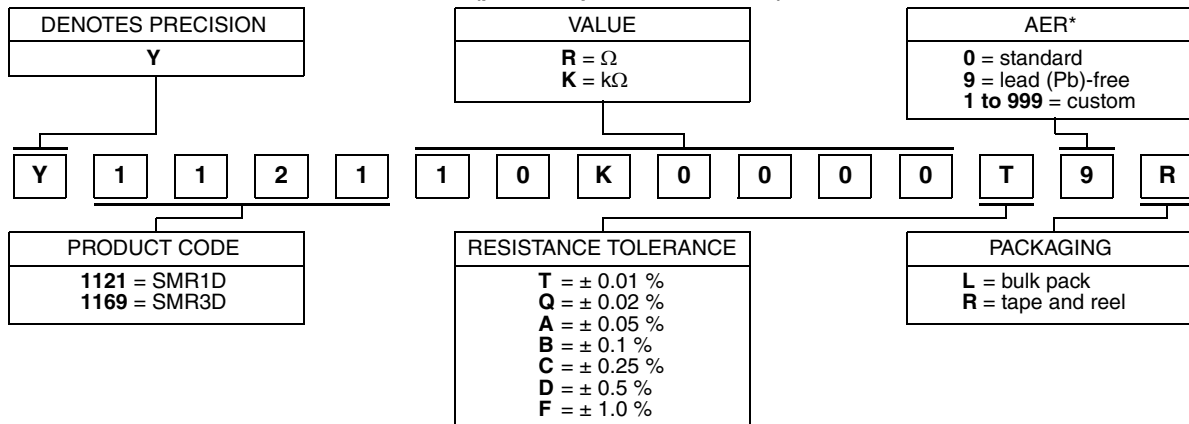 DENOTES PRECISION
Y
VALUE
R = Ω
K = kΩ
AER*
0 = standard
9 = lead (Pb)-free
1 to 999 = custom
Y 1 1 2 1 1 0 K 0 0 0 0 0 T 9 R
PRODUCT CODE
1121 = SMR1D
1169 = SMR3D
RESISTANCE TOLERANCE
T = ± 0.01 %
Q = ± 0.02 %
A = ± 0.05 %
B = ± 0.1 %
C = ± 0.25 %
D = ± 0.5 %
F = ± 1.0 %
PACKAGING
L = bulk pack
R = tape and reel